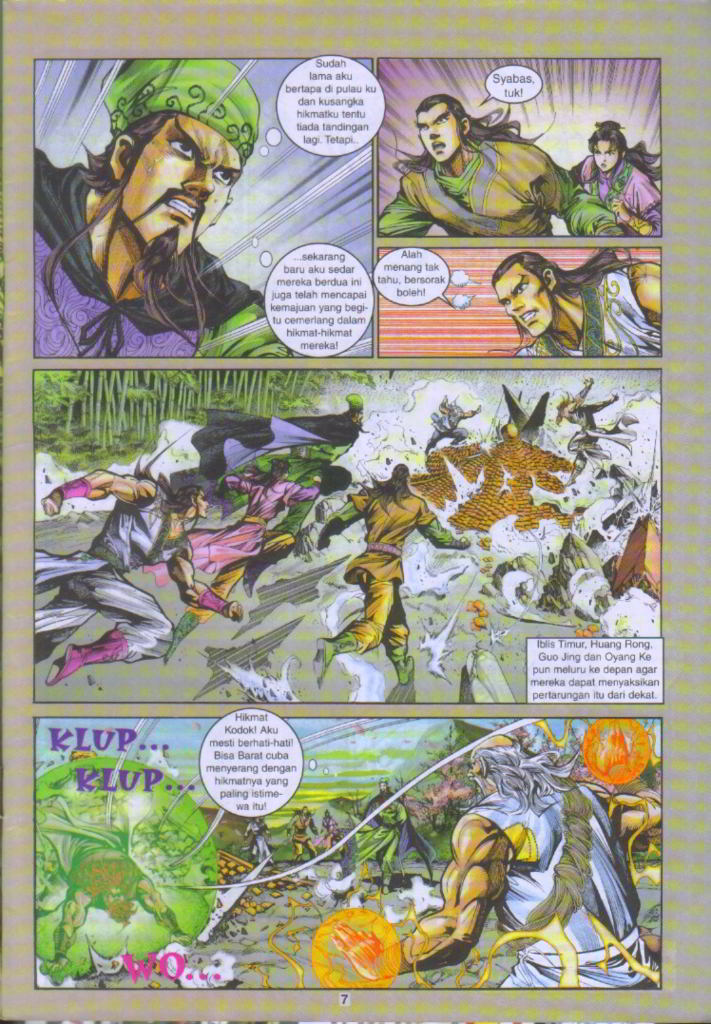 Sudah
lama aku
bertapa di pulau ku
dan kusangka
hikmatku tentu
tiada tandingan
lagi. Tetapi..
...sekarang
baru aku sedar
mereka berdua ini
juga telah mencapai
kemajuan yang begi-
tu cemerlang dalam
hikmat-hikmat
mereka!
Syabas,
tuk!
Alah
menang tak
tahu, bersorak
boleh!
Iblis Timur, Huang Rong,
Guo Jing dan Oyang Ke
pun meluru ke depan agar
mereka dapat menyaksikan
pertarungan itu dari dekat.
KLUP...
KLUP...
Hikmat
Kodok! Aku
mesti berhati-hati!
Bisa Barat cuba
menyerang dengan
hikmatnya yang
paling istime-
wa itu!
WO...
7